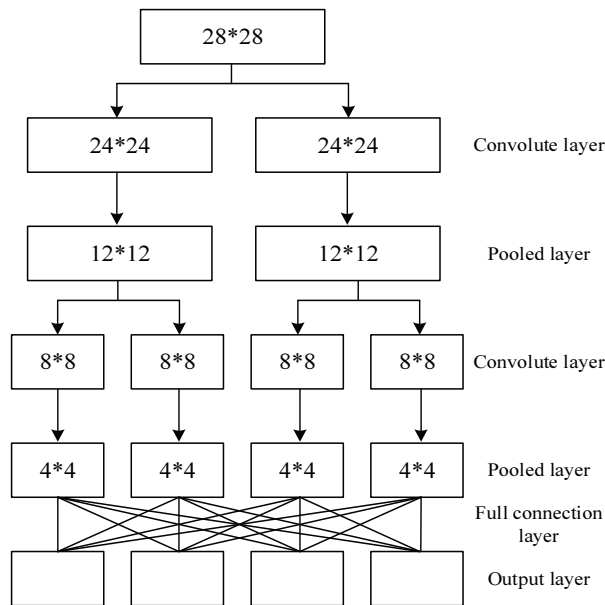 28*28
24*24 24*24 Convolute layer
12*12 12*12 Pooled layer
8*8 8*8 8*8 8*8 Convolute layer
4*4 4*4 4*4 4*4 Pooled layer
Full connection
layer
Output layer